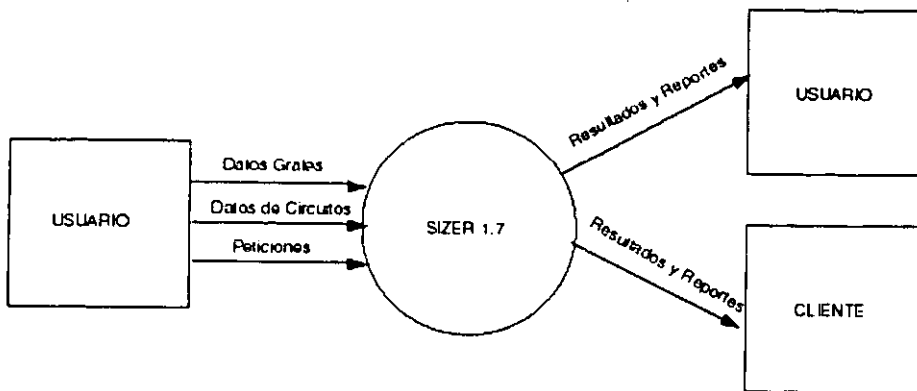 USUARIO
Datos Grales
Datos de Circutos
Peticiones
SIZER 1.7
Resultados y Reportes
USUARIO
Resultados y Reportes
CLIENTE